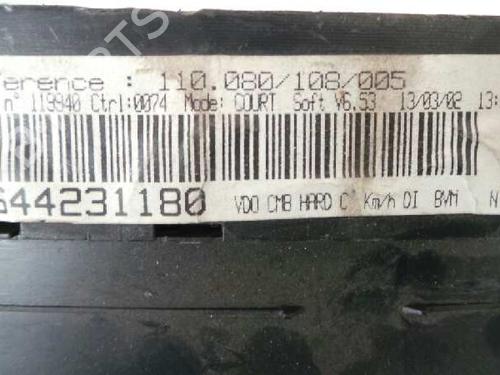 ference : 110.080/108/005
n° 119940 Ctrl:0074 Mode: COURT Soft V6.53 13/03/02 13:
644231180 VDO CMB HARD C Km/h DI BVM N